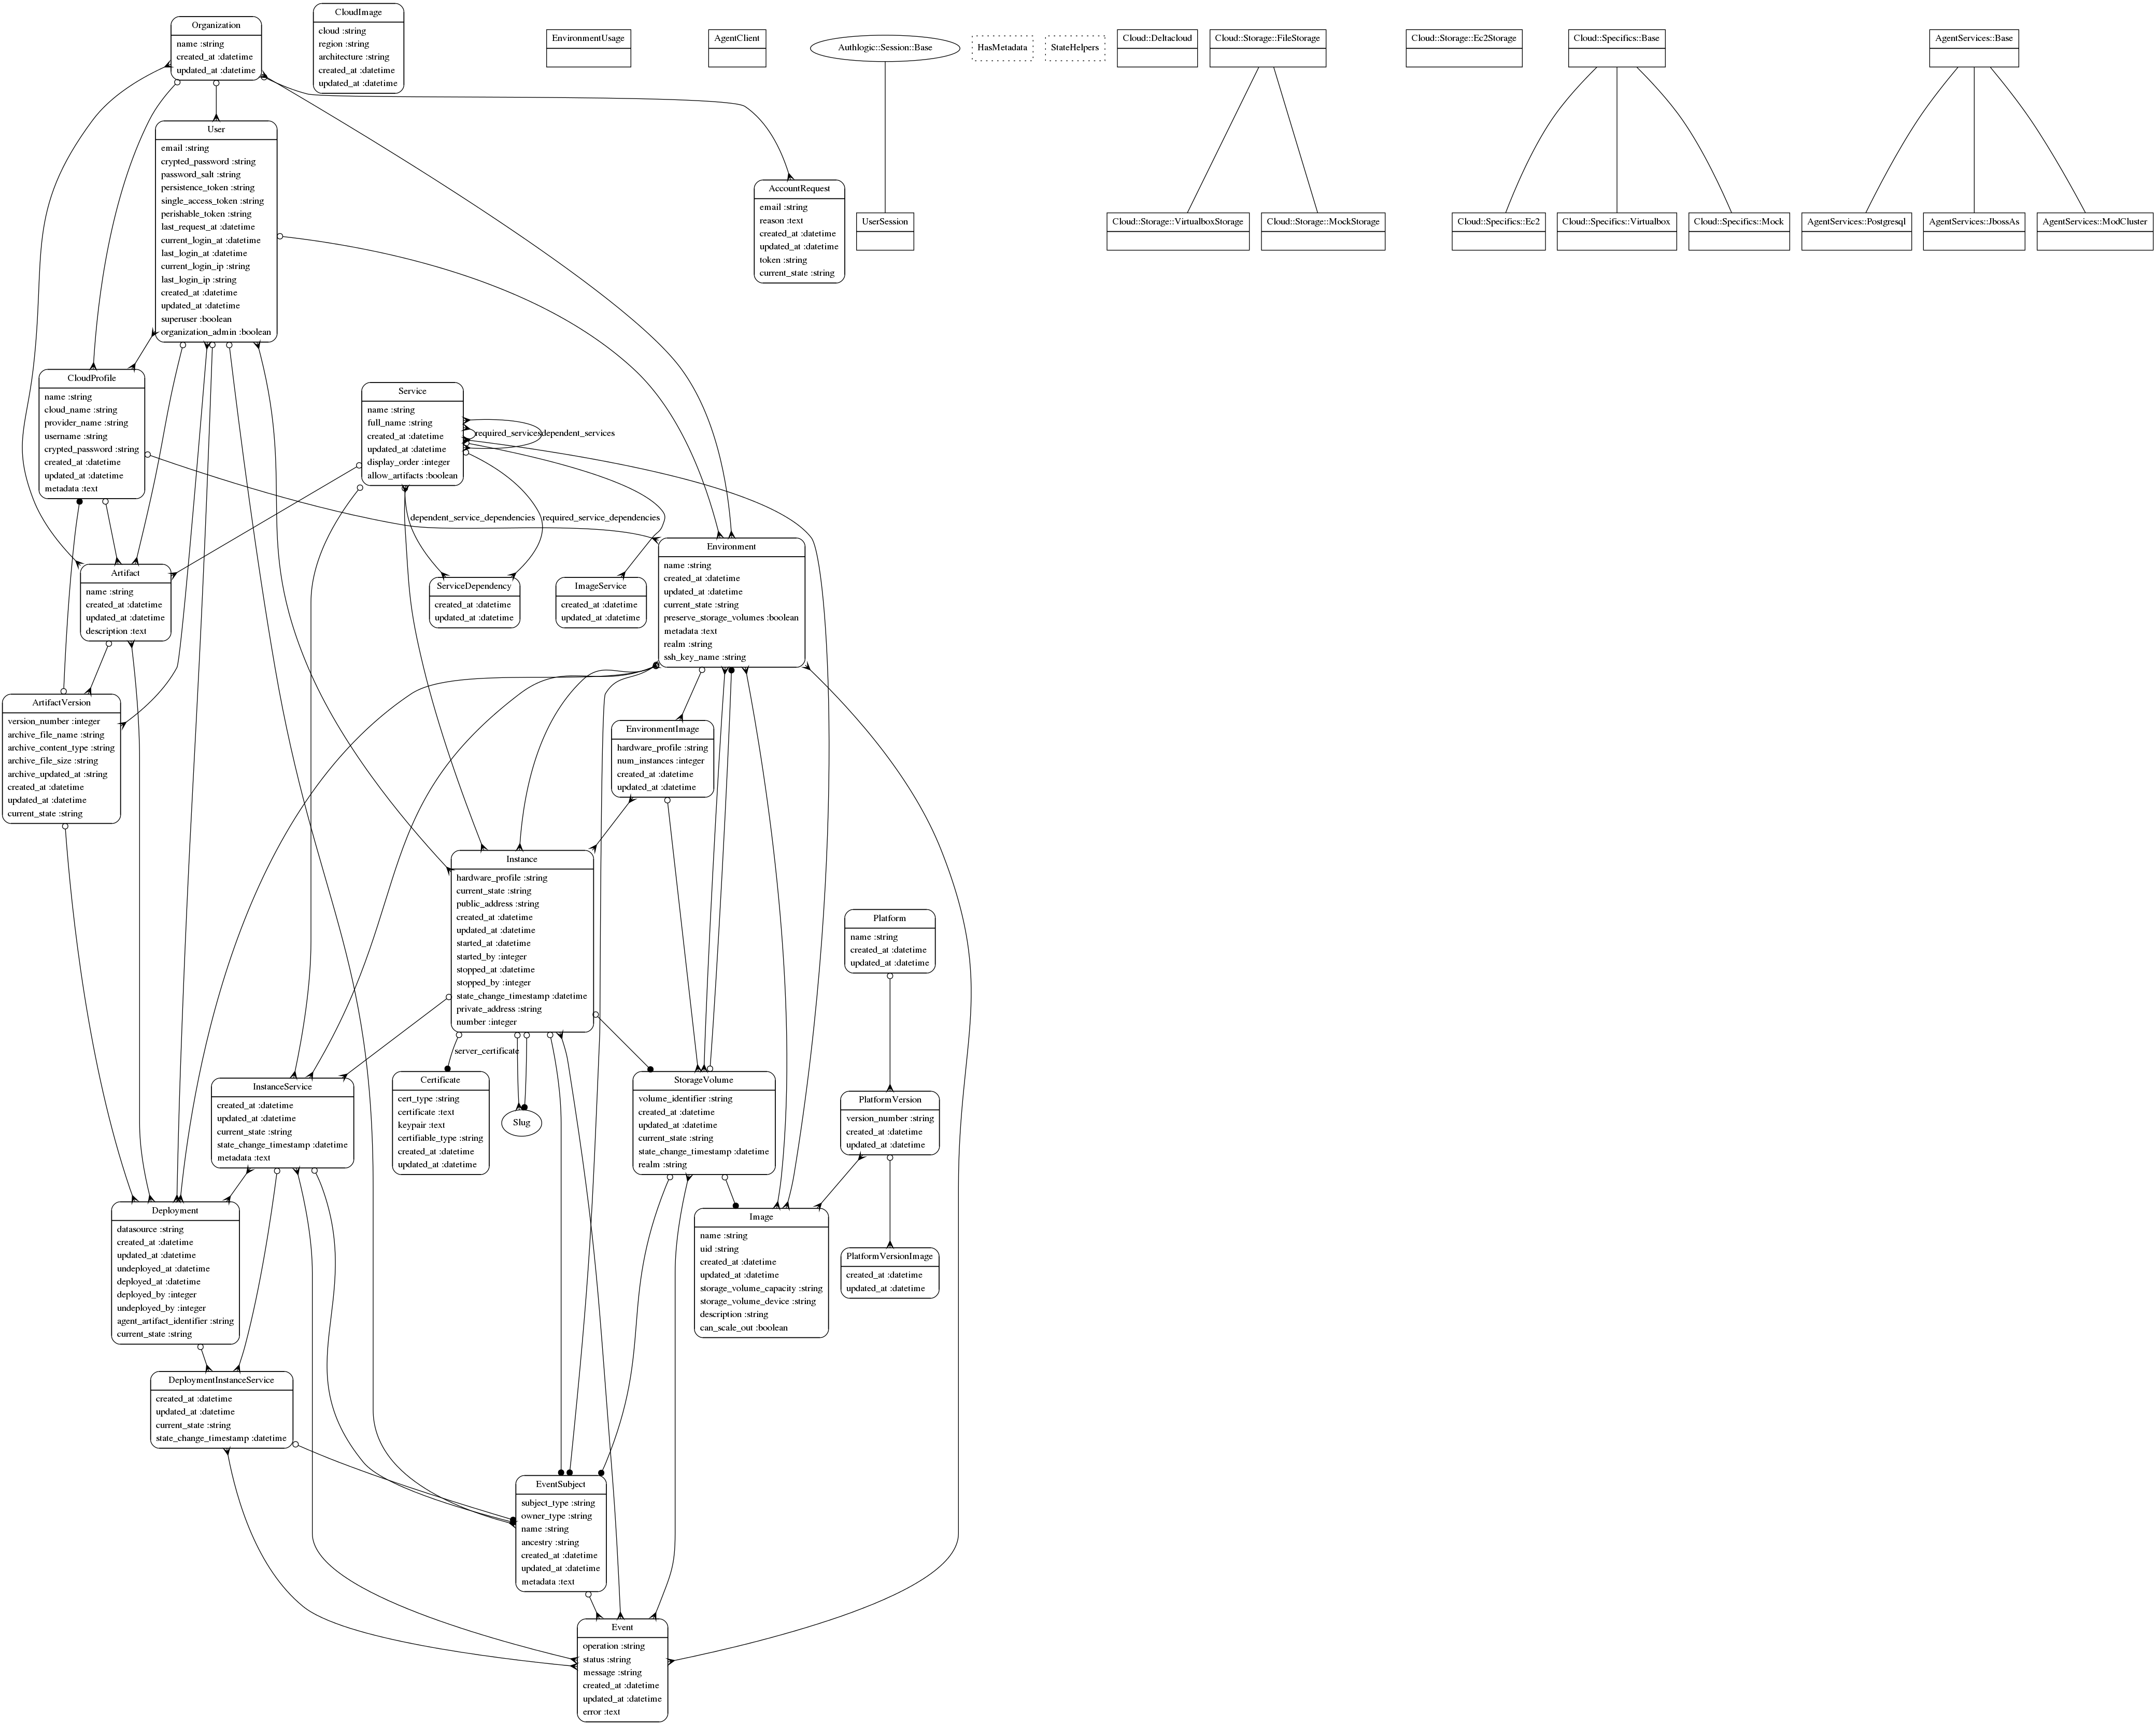 Organization
name :string
created_at :datetime
updated_at :datetime
CloudImage
cloud :string
region :string
architecture :string
created_at :datetime
updated_at :datetime
EnvironmentUsage
AgentClient
Authlogic::Session::Base
HasMetadata
StateHelpers
Cloud::Deltacloud
Cloud::Storage::FileStorage
Cloud::Storage::Ec2Storage
Cloud::Specifics::Base
AgentServices::Base
User
email :string
crypted_password :string
password_salt :string
persistence_token :string
single_access_token :string
perishable_token :string
last_request_at :datetime
current_login_at :datetime
last_login_at :datetime
current_login_ip :string
last_login_ip :string
created_at :datetime
updated_at :datetime
superuser :boolean
organization_admin :boolean
AccountRequest
email :string
reason :text
created_at :datetime
updated_at :datetime
token :string
current_state :string
UserSession
Cloud::Storage::VirtualboxStorage
Cloud::Storage::MockStorage
Cloud::Specifics::Ec2
Cloud::Specifics::Virtualbox
Cloud::Specifics::Mock
AgentServices::Postgresql
AgentServices::JbossAs
AgentServices::ModCluster
CloudProfile
name :string
cloud_name :string
provider_name :string
username :string
crypted_password :string
created_at :datetime
updated_at :datetime
metadata :text
Service
name :string
full_name :string
created_at :datetime
updated_at :datetime
display_order :integer
allow_artifacts :boolean
required_services
dependent_services
dependent_service_dependencies
required_service_dependencies
Environment
name :string
created_at :datetime
updated_at :datetime
current_state :string
preserve_storage_volumes :boolean
metadata :text
realm :string
ssh_key_name :string
Artifact
name :string
created_at :datetime
updated_at :datetime
description :text
ServiceDependency
created_at :datetime
updated_at :datetime
ImageService
created_at :datetime
updated_at :datetime
ArtifactVersion
version_number :integer
archive_file_name :string
archive_content_type :string
archive_file_size :string
archive_updated_at :string
created_at :datetime
updated_at :datetime
current_state :string
EnvironmentImage
hardware_profile :string
num_instances :integer
created_at :datetime
updated_at :datetime
Instance
hardware_profile :string
current_state :string
public_address :string
created_at :datetime
updated_at :datetime
started_at :datetime
started_by :integer
stopped_at :datetime
stopped_by :integer
state_change_timestamp :datetime
private_address :string
number :integer
Platform
name :string
created_at :datetime
updated_at :datetime
server_certificate
InstanceService
created_at :datetime
updated_at :datetime
current_state :string
state_change_timestamp :datetime
metadata :text
Certificate
cert_type :string
certificate :text
keypair :text
certifiable_type :string
created_at :datetime
updated_at :datetime
Slug
StorageVolume
volume_identifier :string
created_at :datetime
updated_at :datetime
current_state :string
state_change_timestamp :datetime
realm :string
PlatformVersion
version_number :string
created_at :datetime
updated_at :datetime
Deployment
datasource :string
created_at :datetime
updated_at :datetime
undeployed_at :datetime
deployed_at :datetime
deployed_by :integer
undeployed_by :integer
agent_artifact_identifier :string
current_state :string
Image
name :string
uid :string
created_at :datetime
updated_at :datetime
storage_volume_capacity :string
storage_volume_device :string
description :string
can_scale_out :boolean
PlatformVersionImage
created_at :datetime
updated_at :datetime
DeploymentInstanceService
created_at :datetime
updated_at :datetime
current_state :string
state_change_timestamp :datetime
EventSubject
subject_type :string
owner_type :string
name :string
ancestry :string
created_at :datetime
updated_at :datetime
metadata :text
Event
operation :string
status :string
message :string
created_at :datetime
updated_at :datetime
error :text